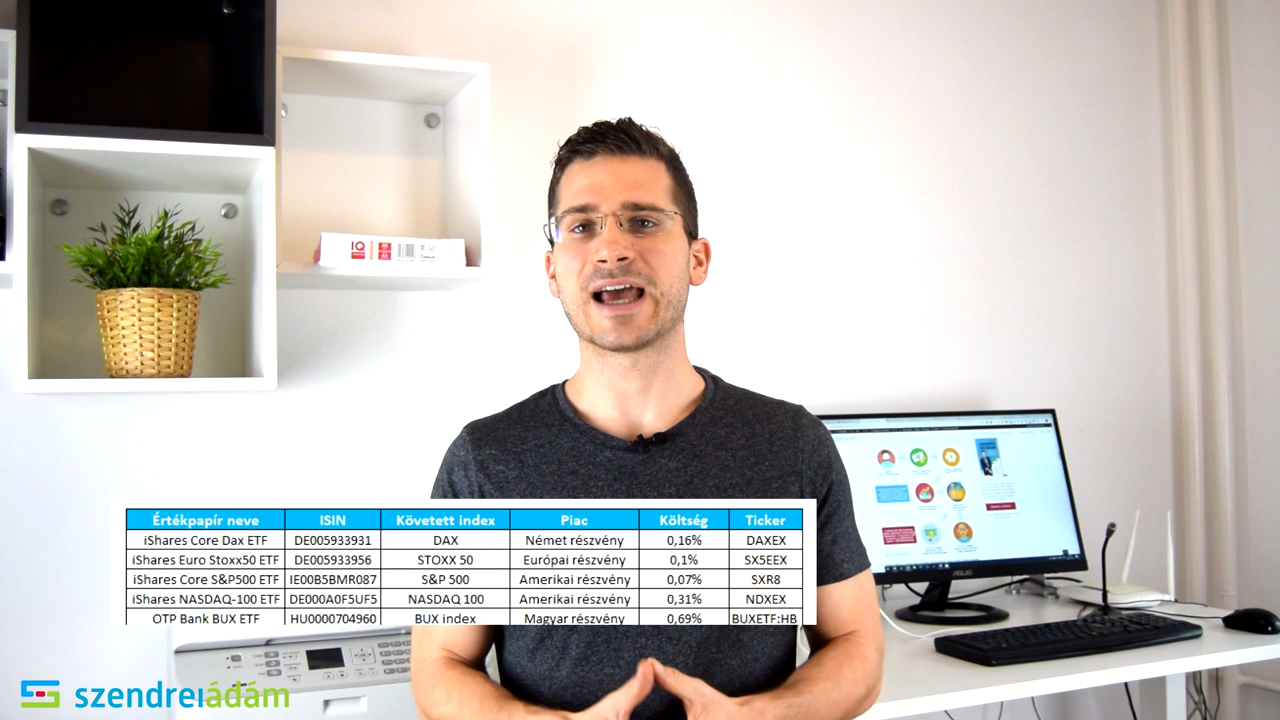 IQ
Értékpapír neve ISIN Követett index Piac Költség Ticker
iShares Core Dax ETF DE005933931 DAX Német részvény 0,16% DAXEX
iShares Euro Stoxx50 ETF DE005933956 STOXX 50 Európai részvény 0,1% SX5EEX
iShares Core S&P500 ETF IE00B5BMR087 S&P 500 Amerikai részvény 0,07% SXR8
iShares NASDAQ-100 ETF DE000A0F5UF5 NASDAQ 100 Amerikai részvény 0,31% NDXEX
OTP Bank BUX ETF HU0000704960 BUX index Magyar részvény 0,69% BUXETF:HB
ASUS
szendreiádám